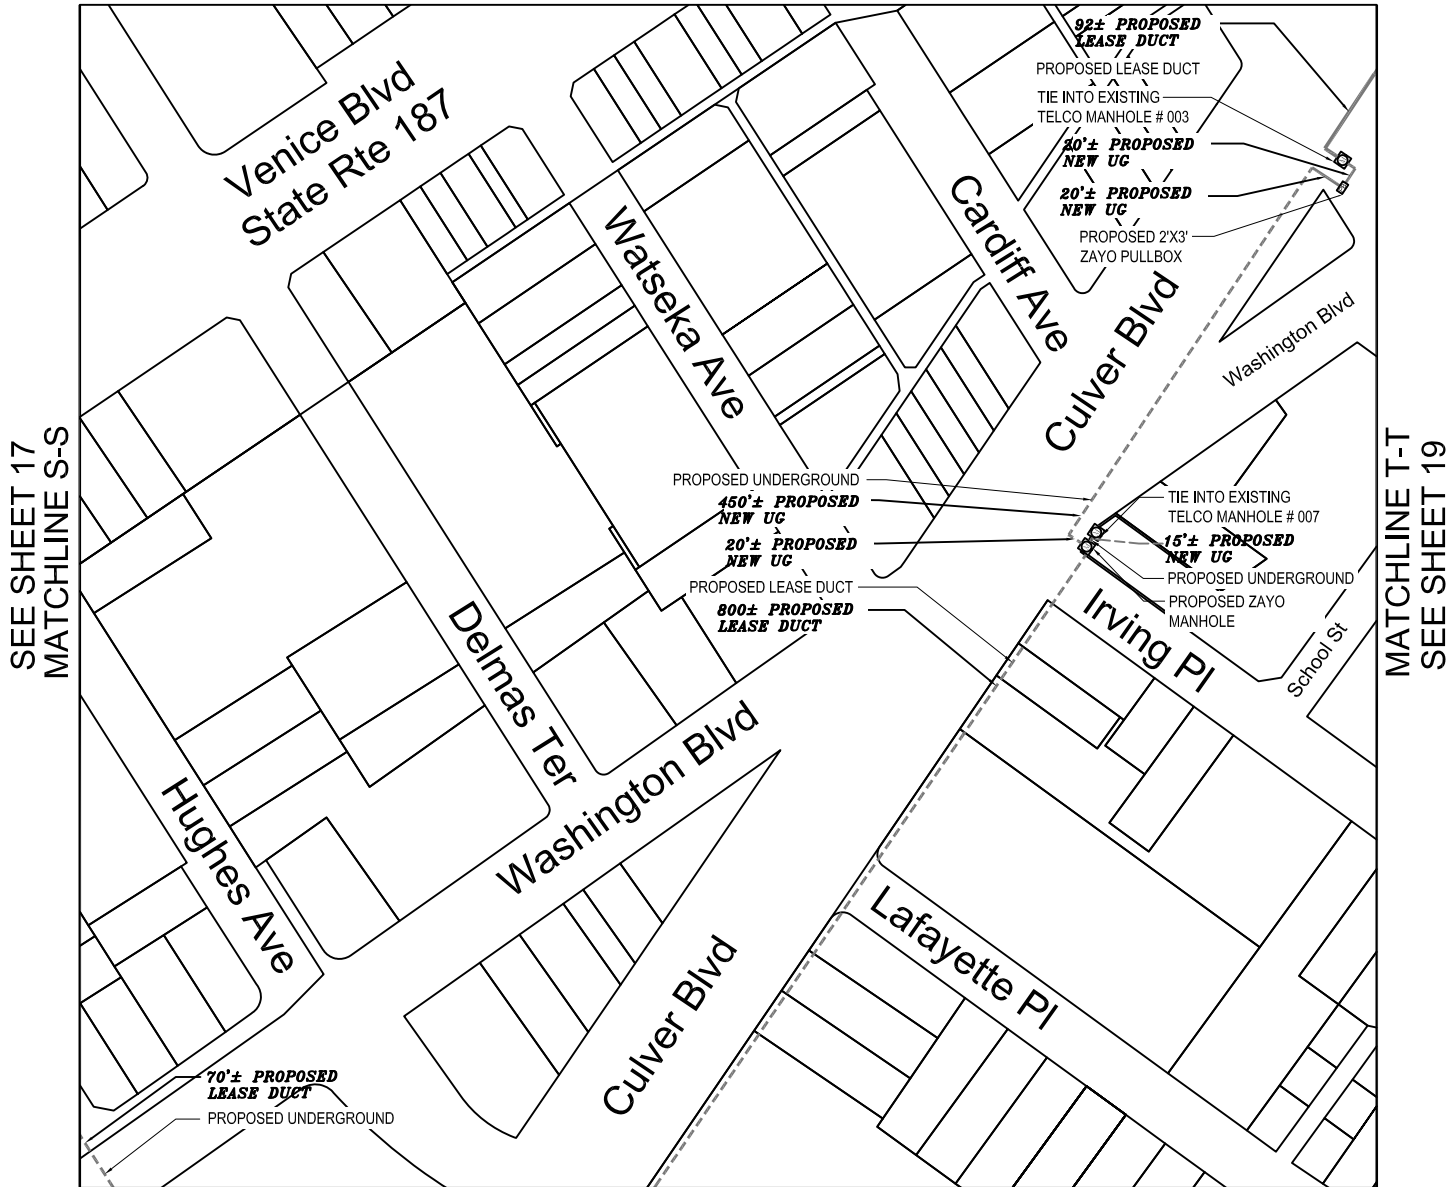 92± PROPOSED
LEASE DUCT
PROPOSED LEASE DUCT
TIE INTO EXISTING
TELCO MANHOLE # 003
20'± PROPOSED
NEW UG
20'± PROPOSED
NEW UG
PROPOSED 2'X3'
ZAYO PULLBOX
Venice Blvd
State Rte 187
Watseka Ave
Cardiff Ave
Culver Blvd
Washington Blvd
SEE SHEET 17
MATCHLINE S-S
MATCHLINE T-T
SEE SHEET 19
PROPOSED UNDERGROUND
450'± PROPOSED
NEW UG
20'± PROPOSED
NEW UG
PROPOSED LEASE DUCT
800± PROPOSED
LEASE DUCT
TIE INTO EXISTING
TELCO MANHOLE # 007
15'± PROPOSED
NEW UG
PROPOSED UNDERGROUND
PROPOSED ZAYO
MANHOLE
Irving Pl
School St
Delmas Ter
Washington Blvd
Hughes Ave
Lafayette Pl
Culver Blvd
70'± PROPOSED
LEASE DUCT
PROPOSED UNDERGROUND